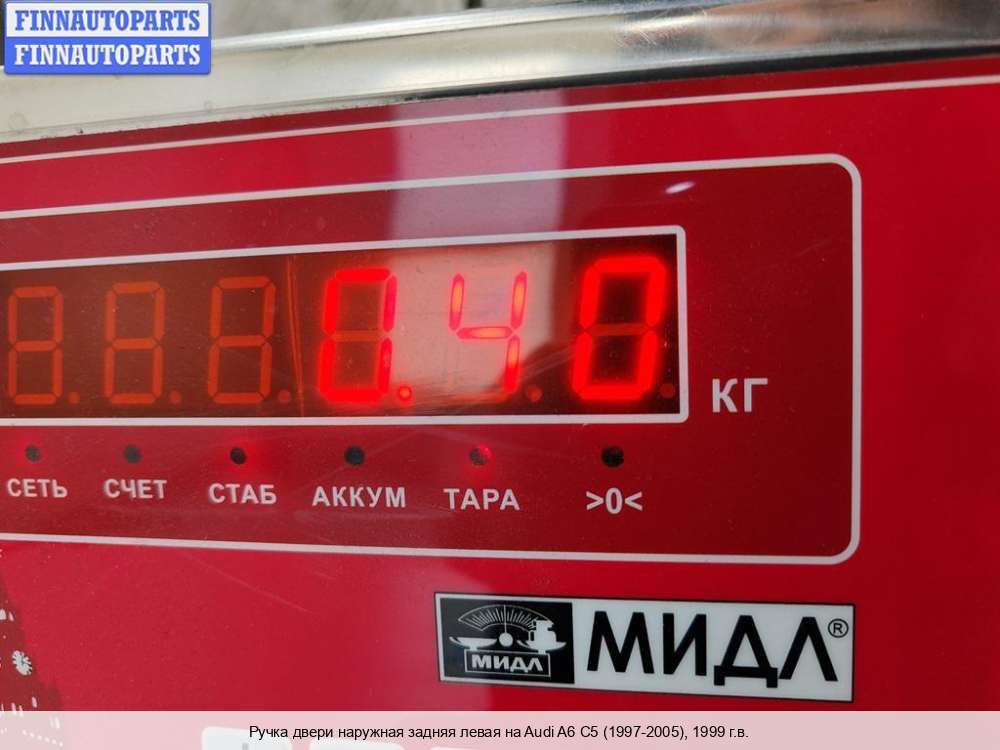 FINNAUTOPARTS
FINNAUTOPARTS
0.40
КГ
СЕТЬ СЧЕТ СТАБ АККУМ ТАРА >0<
МИДЛ МИДЛ®
Ручка двери наружная задняя левая на Audi A6 C5 (1997-2005), 1999 г.в.